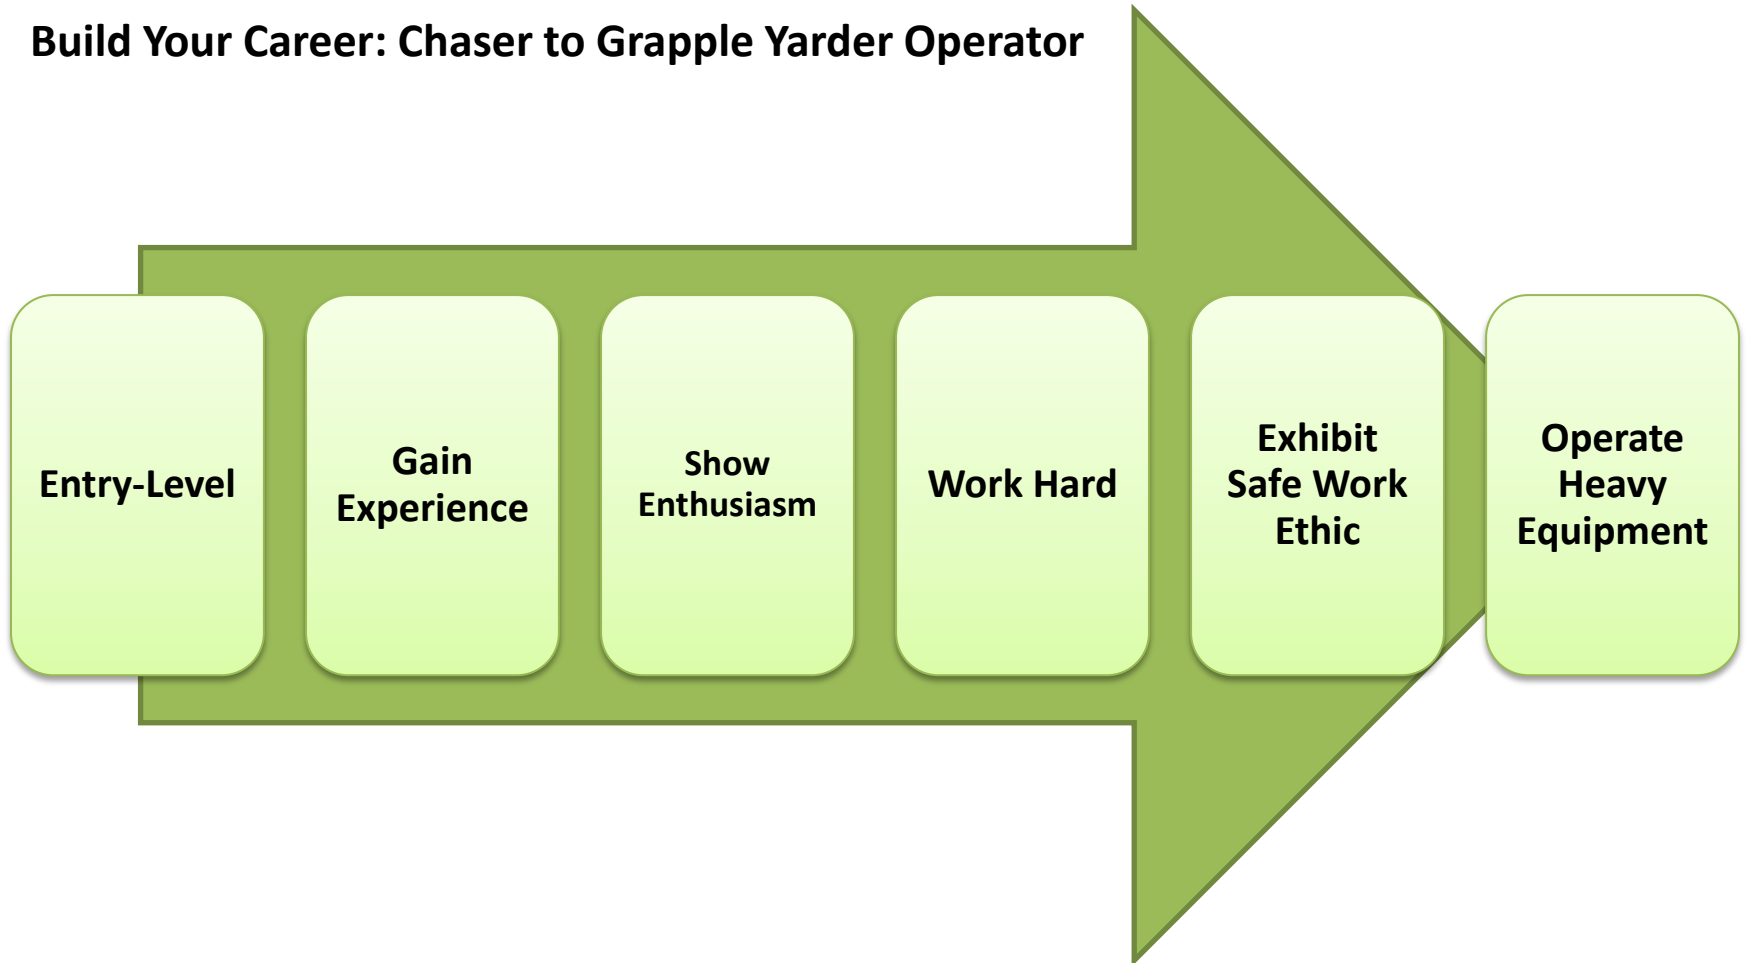 Build Your Career: Chaser to Grapple Yarder Operator
Entry-Level
Gain
Experience
Show
Enthusiasm
Work Hard
Exhibit
Safe Work
Ethic
Operate
Heavy
Equipment